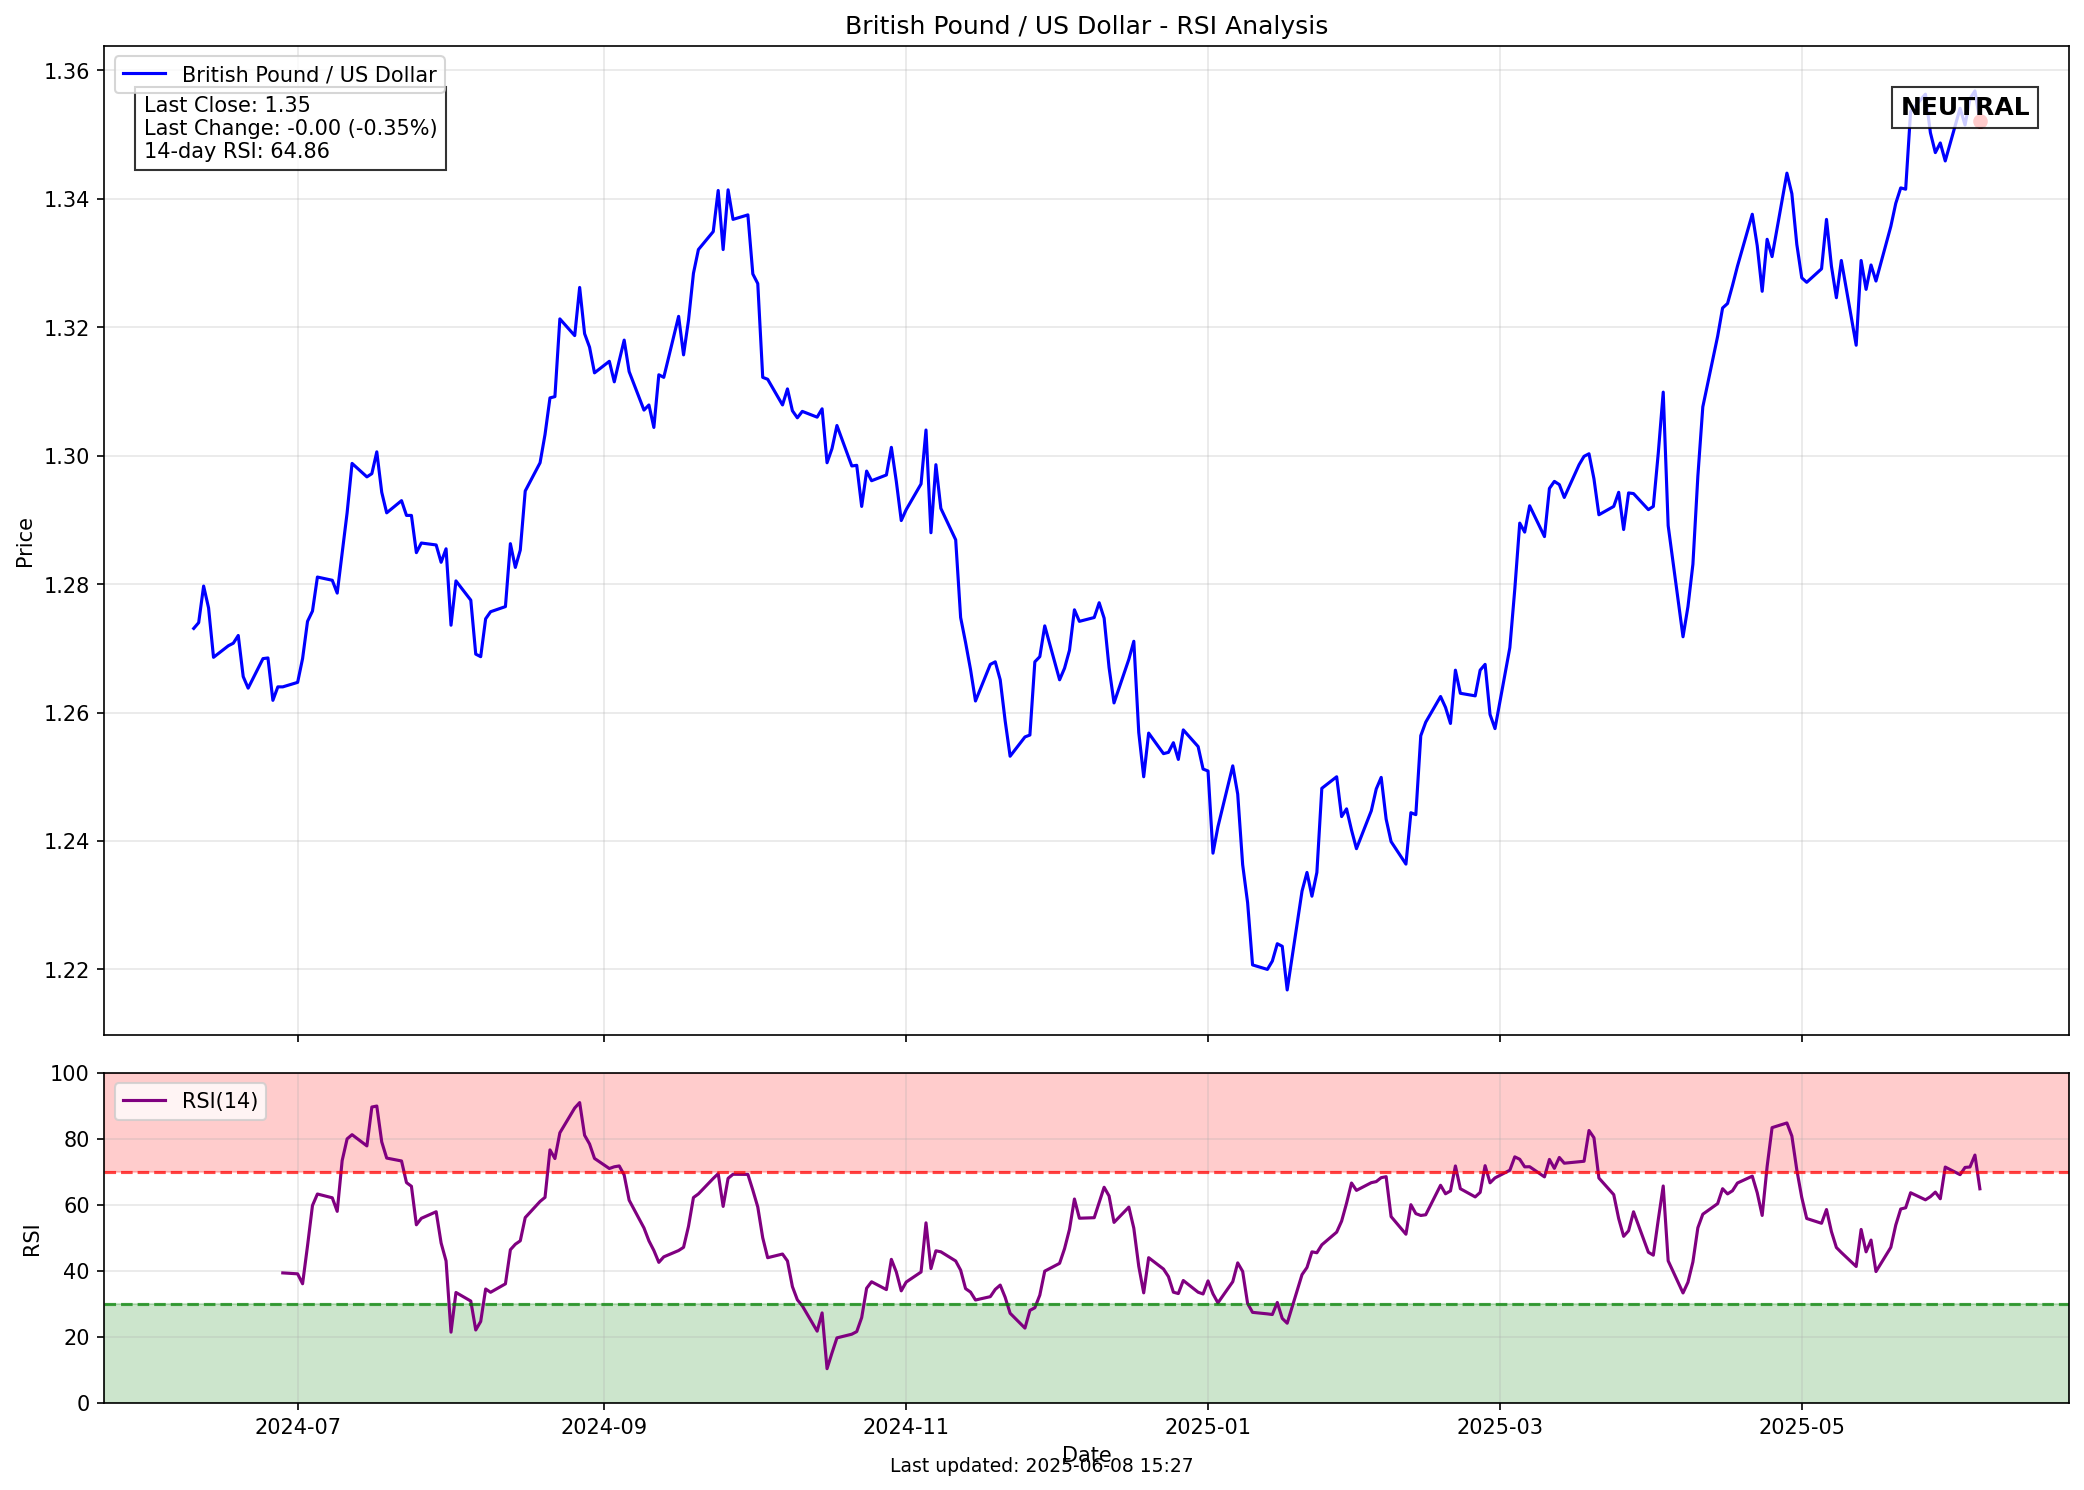 British Pound / US Dollar - RSI Analysis
British Pound / US Dollar
Last Close: 1.35
Last Change: -0.00 (-0.35%)
14-day RSI: 64.86
NEUTRAL
Price
1.36
1.34
1.32
1.30
1.28
1.26
1.24
1.22
RSI(14)
RSI
100
80
60
40
20
0
2024-07
2024-09
2024-11
2025-01
2025-03
2025-05
Date
Last updated: 2025-06-08 15:27